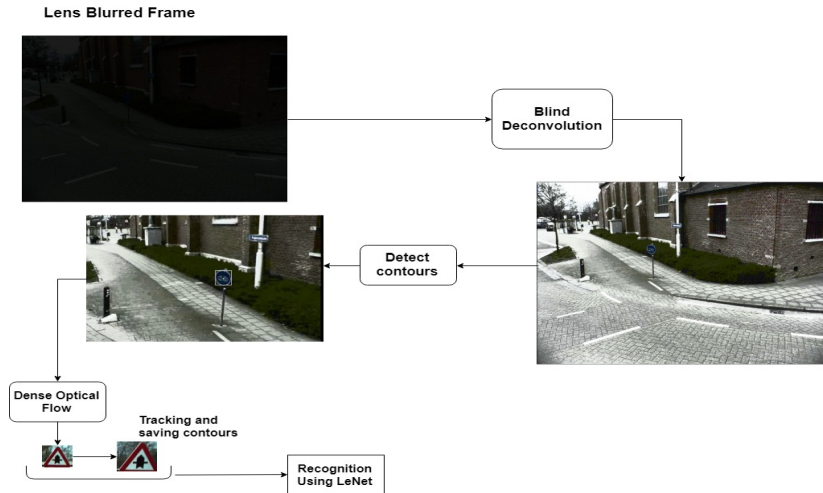 Lens Blurred Frame
Blind
Deconvolution
Detect
contours
Dense Optical
Flow
Tracking and
saving contours
Recognition
Using LeNet